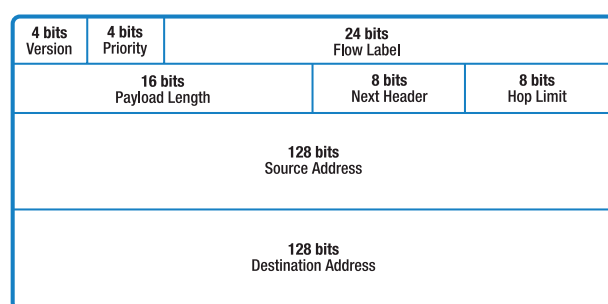 4 bits
Version
4 bits
Priority
24 bits
Flow Label
16 bits
Payload Length
8 bits
Next Header
8 bits
Hop Limit
128 bits
Source Address
128 bits
Destination Address